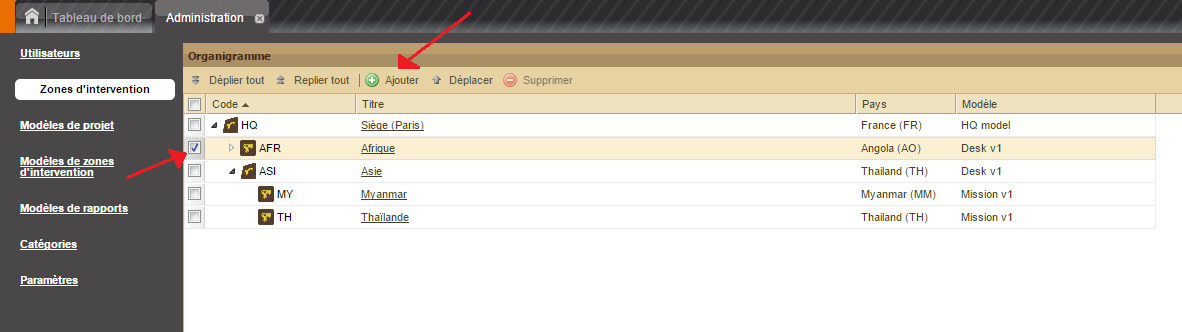 Tableau de bord Administration
Utilisateurs
Zones d'intervention
Modèles de projet
Modèles de zones
d'intervention
Modèles de rapports
Catégories
Paramètres
Organigramme
Déplier tout Replier tout Ajouter Déplacer Supprimer
Code Titre Pays Modèle
HQ Siège (Paris) France (FR) HQ model
AFR Afrique Angola (AO) Desk v1
ASI Asie Thailand (TH) Desk v1
MY Myanmar Myanmar (MM) Mission v1
TH Thaïlande Thailand (TH) Mission v1